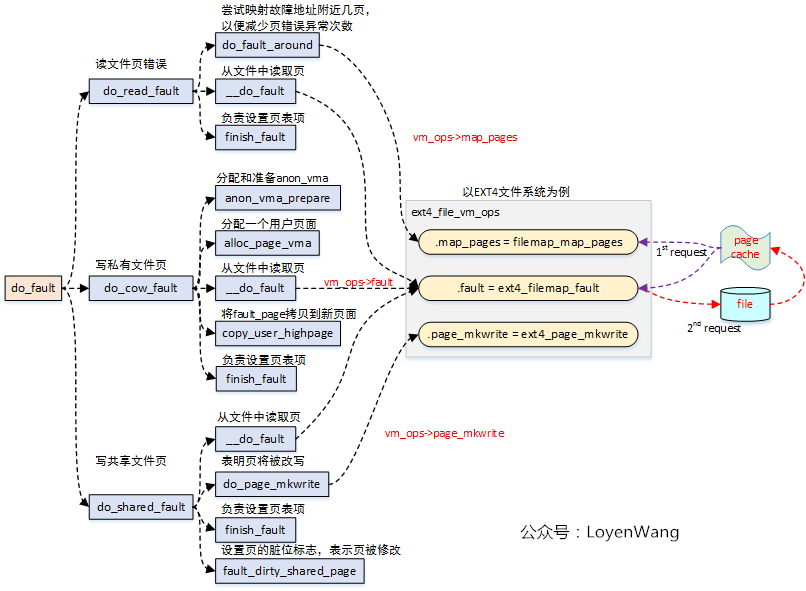 尝试映射故障地址附近几页，
以便减少页错误异常次数
do_fault_around
读文件页错误
从文件中读取页
do_read_fault
__do_fault
负责设置页表项
finish_fault
vm_ops->map_pages
分配和准备anon_vma
anon_vma_prepare
以EXT4文件系统为例
ext4_file_vm_ops
分配一个用户页面
alloc_page_vma
.map_pages = filemap_map_pages
1st request
page
cache
写私有文件页
从文件中读取页
do_fault
do_cow_fault
__do_fault
vm_ops->fault
.fault = ext4_filemap_fault
file
2nd request
将fault_page拷贝到新页面
copy_user_highpage
.page_mkwrite = ext4_page_mkwrite
负责设置页表项
finish_fault
从文件中读取页
__do_fault
vm_ops->page_mkwrite
写共享文件页
表明页将被改写
do_page_mkwrite
do_shared_fault
负责设置页表项
finish_fault
公众号：LoyenWang
设置页的脏位标志，表示页被修改
fault_dirty_shared_page